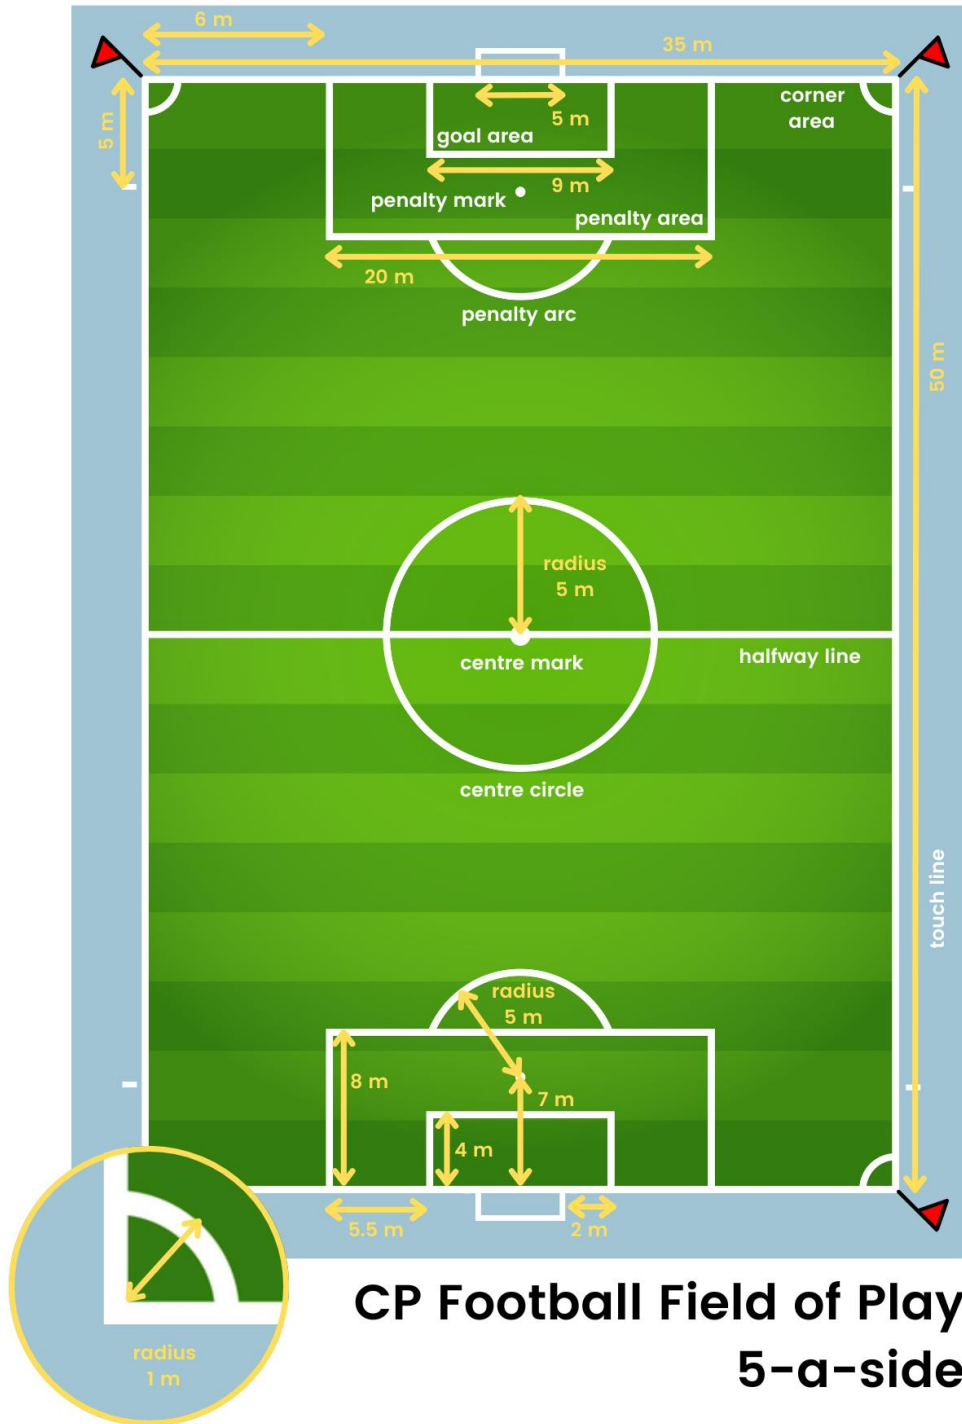 6 m
35 m
5 m
corner
area
5 m
goal area
9 m
penalty mark
penalty area
20 m
penalty arc
50 m
radius
5 m
centre mark
halfway line
centre circle
touch line
radius
5 m
8 m
7 m
4 m
5.5 m
2 m
radius
1 m
CP Football Field of Play
5-a-side